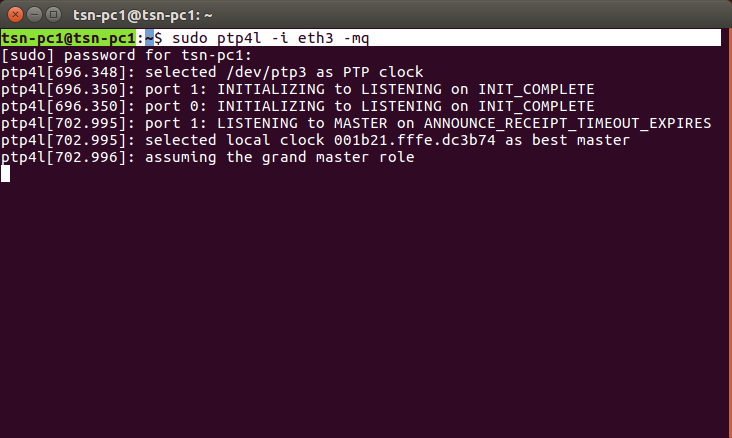 tsn-pc1@tsn-pc1: ~
tsn-pc1@tsn-pc1:~$ sudo ptp4l -i eth3 -mq
[sudo] password for tsn-pc1:
ptp4l[696.348]: selected /dev/ptp3 as PTP clock
ptp4l[696.350]: port 1: INITIALIZING to LISTENING on INIT_COMPLETE
ptp4l[696.350]: port 0: INITIALIZING to LISTENING on INIT_COMPLETE
ptp4l[702.995]: port 1: LISTENING to MASTER on ANNOUNCE_RECEIPT_TIMEOUT_EXPIRES
ptp4l[702.995]: selected local clock 001b21.fffe.dc3b74 as best master
ptp4l[702.996]: assuming the grand master role